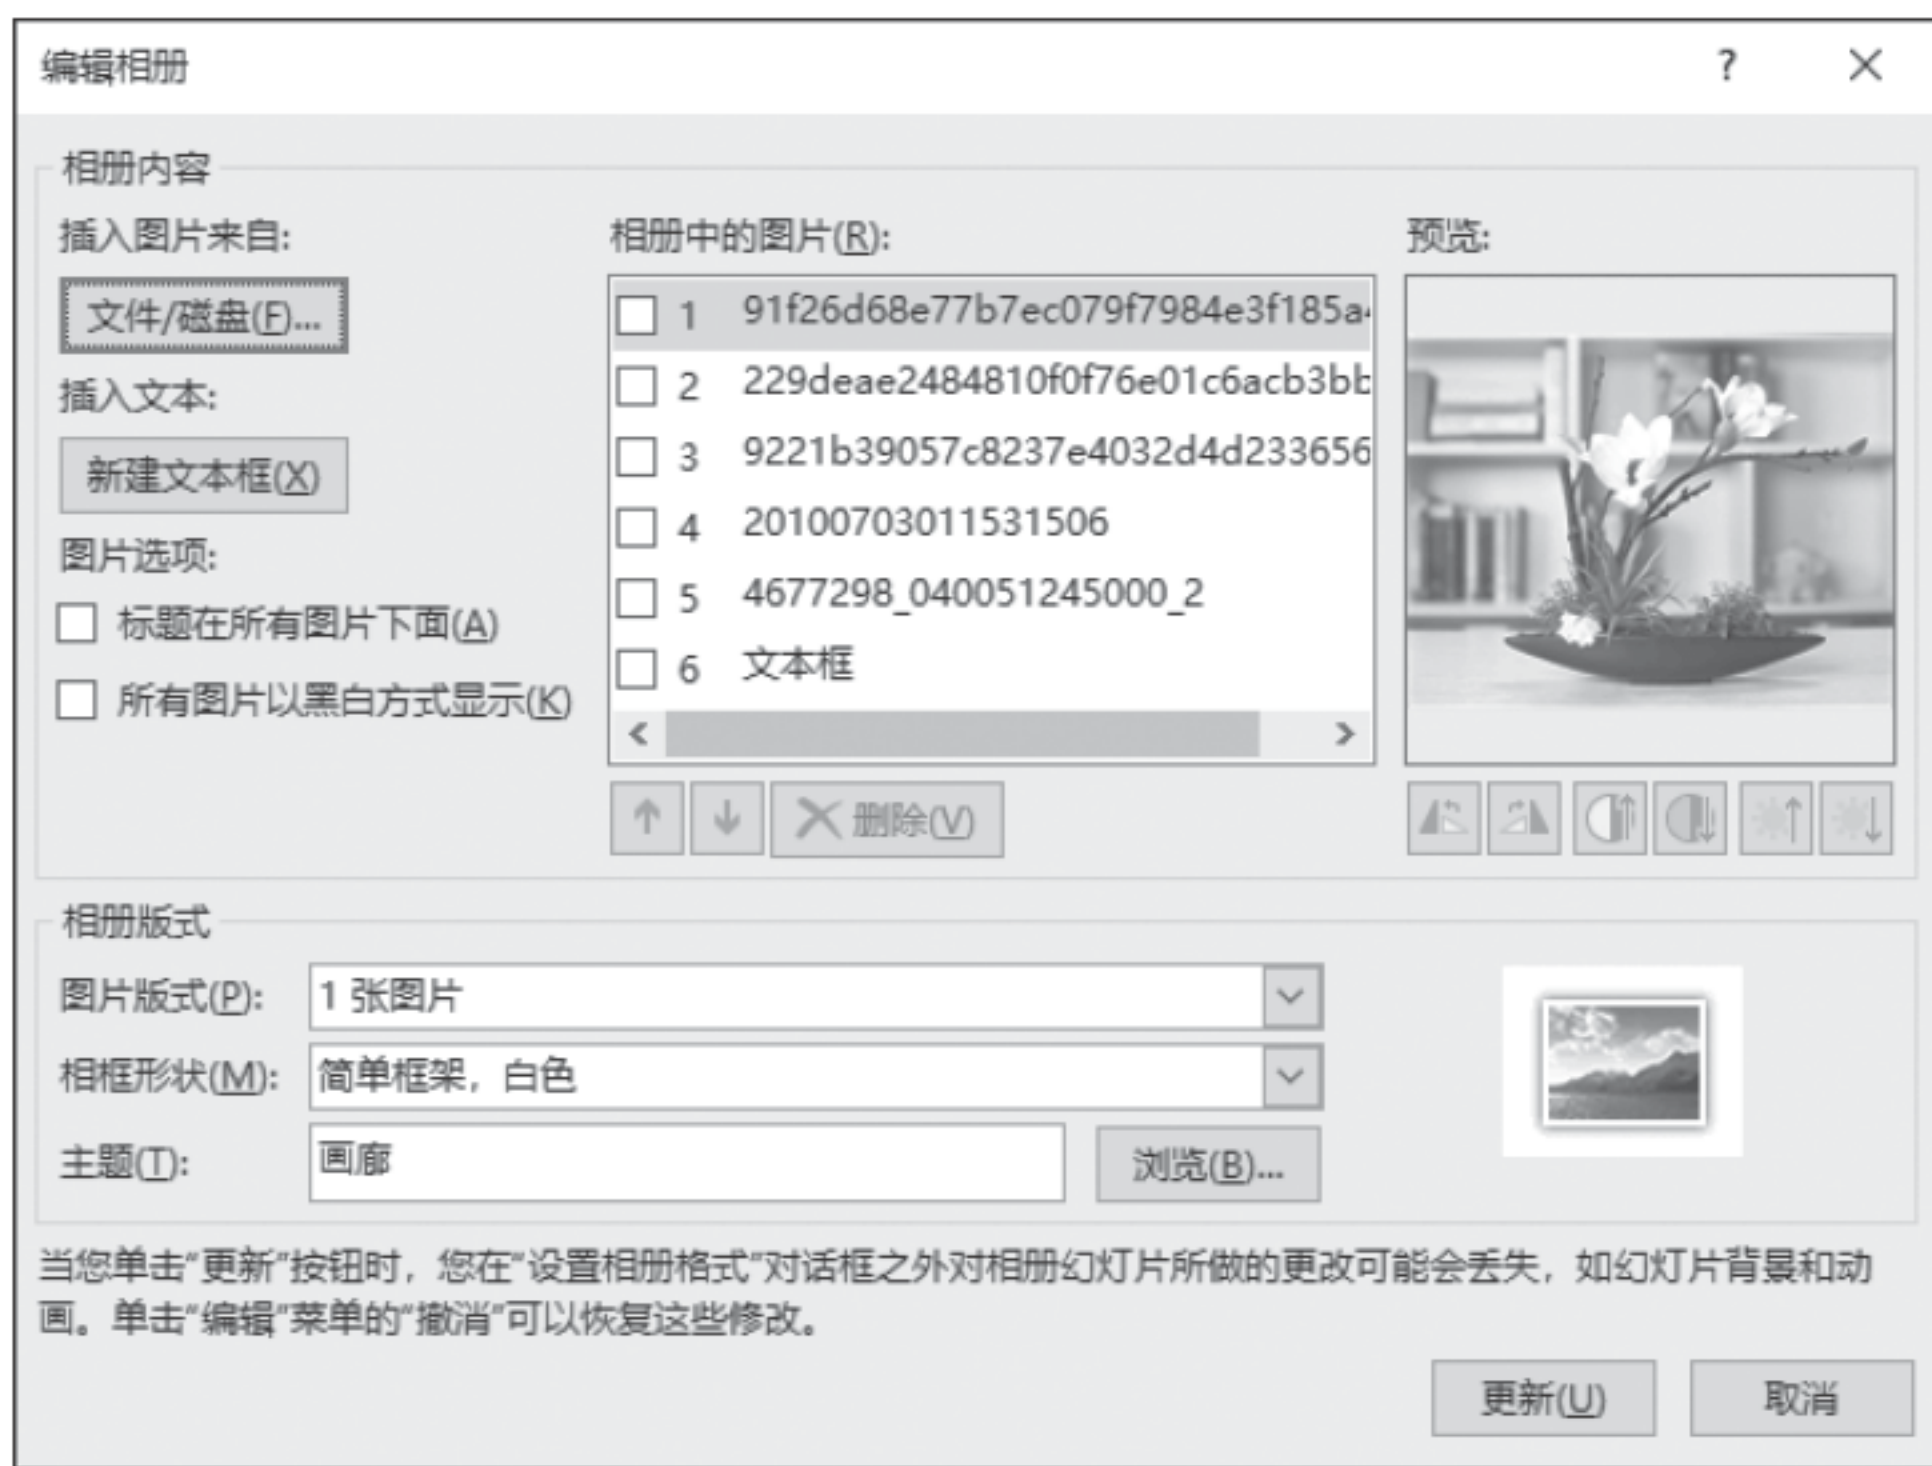 编辑相册
?
相册内容
插入图片来自:
文件/磁盘(F)...
插入文本:
新建文本框(X)
图片选项:
标题在所有图片下面(A)
所有图片以黑白方式显示(K)
相册中的图片(R):
1 91f26d68e77b7ec079f7984e3f185a
2 229deae2484810f0f76e01c6acb3bb
3 9221b39057c8237e4032d4d233656
4 20100703011531506
5 4677298_040051245000_2
6 文本框
删除(V)
预览:
相册版式
图片版式(P): 1 张图片
相框形状(M): 简单框架，白色
主题(T): 画廊 浏览(B)...
当您单击“更新”按钮时，您在“设置相册格式”对话框之外对相册幻灯片所做的更改可能会丢失，如幻灯片背景和动
画。单击“编辑”菜单的“撤消”可以恢复这些修改。
更新(U) 取消